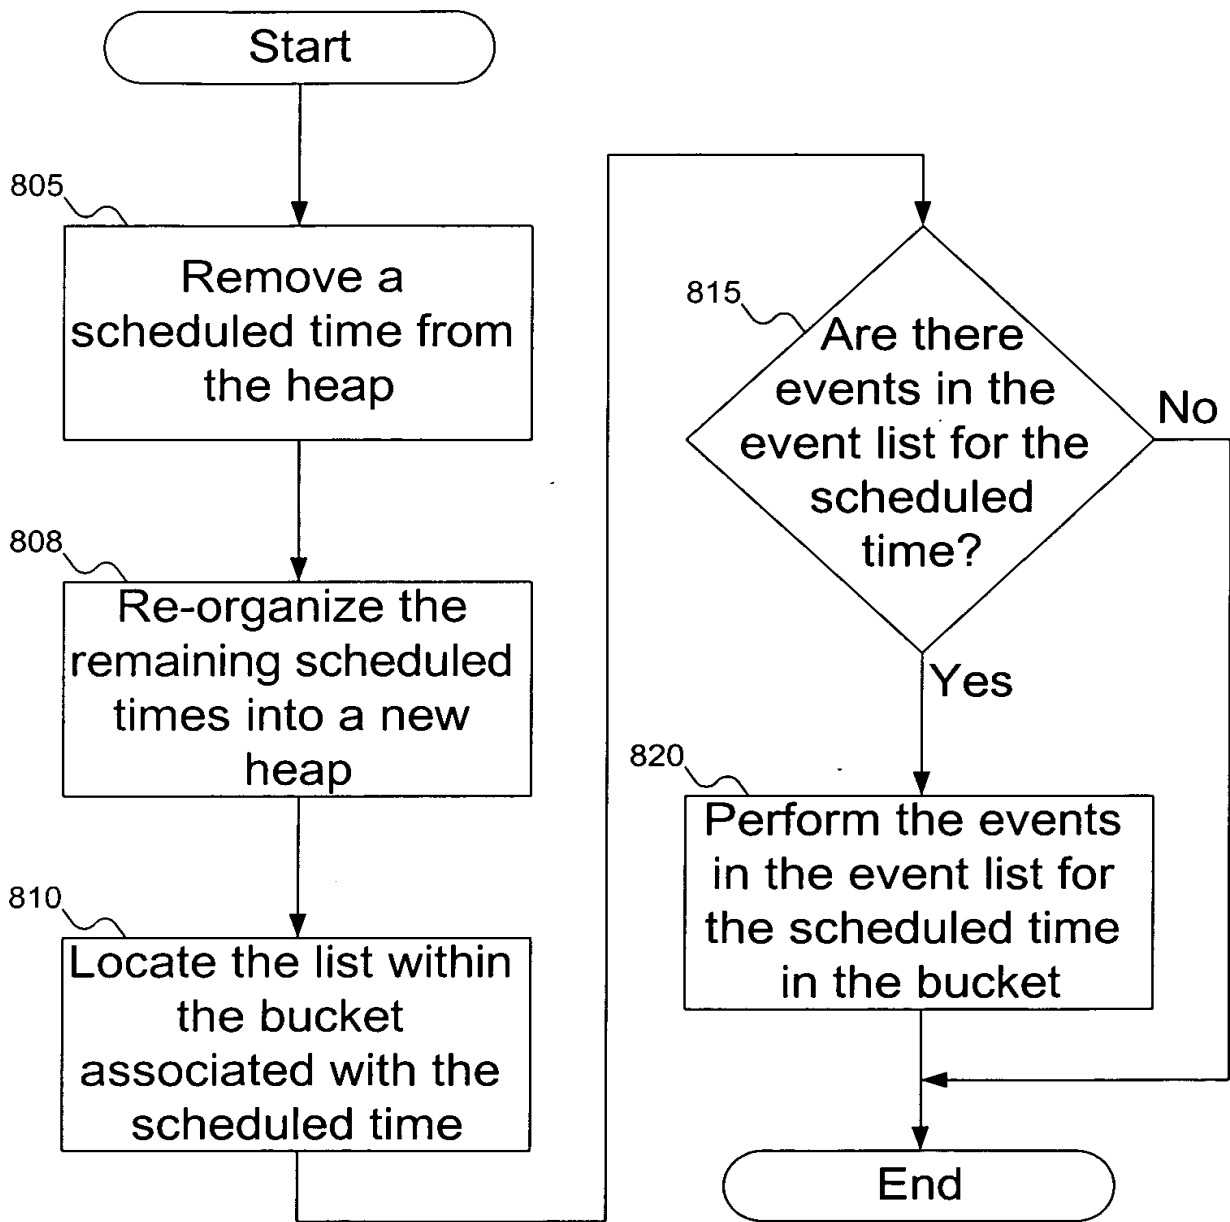 Start
805
Remove a
scheduled time from
the heap
808
Re-organize the
remaining scheduled
times into a new
heap
810
Locate the list within
the bucket
associated with the
scheduled time
815
Are there
events in the
event list for the
scheduled
time?
No
Yes
820
Perform the events
in the event list for
the scheduled time
in the bucket
End